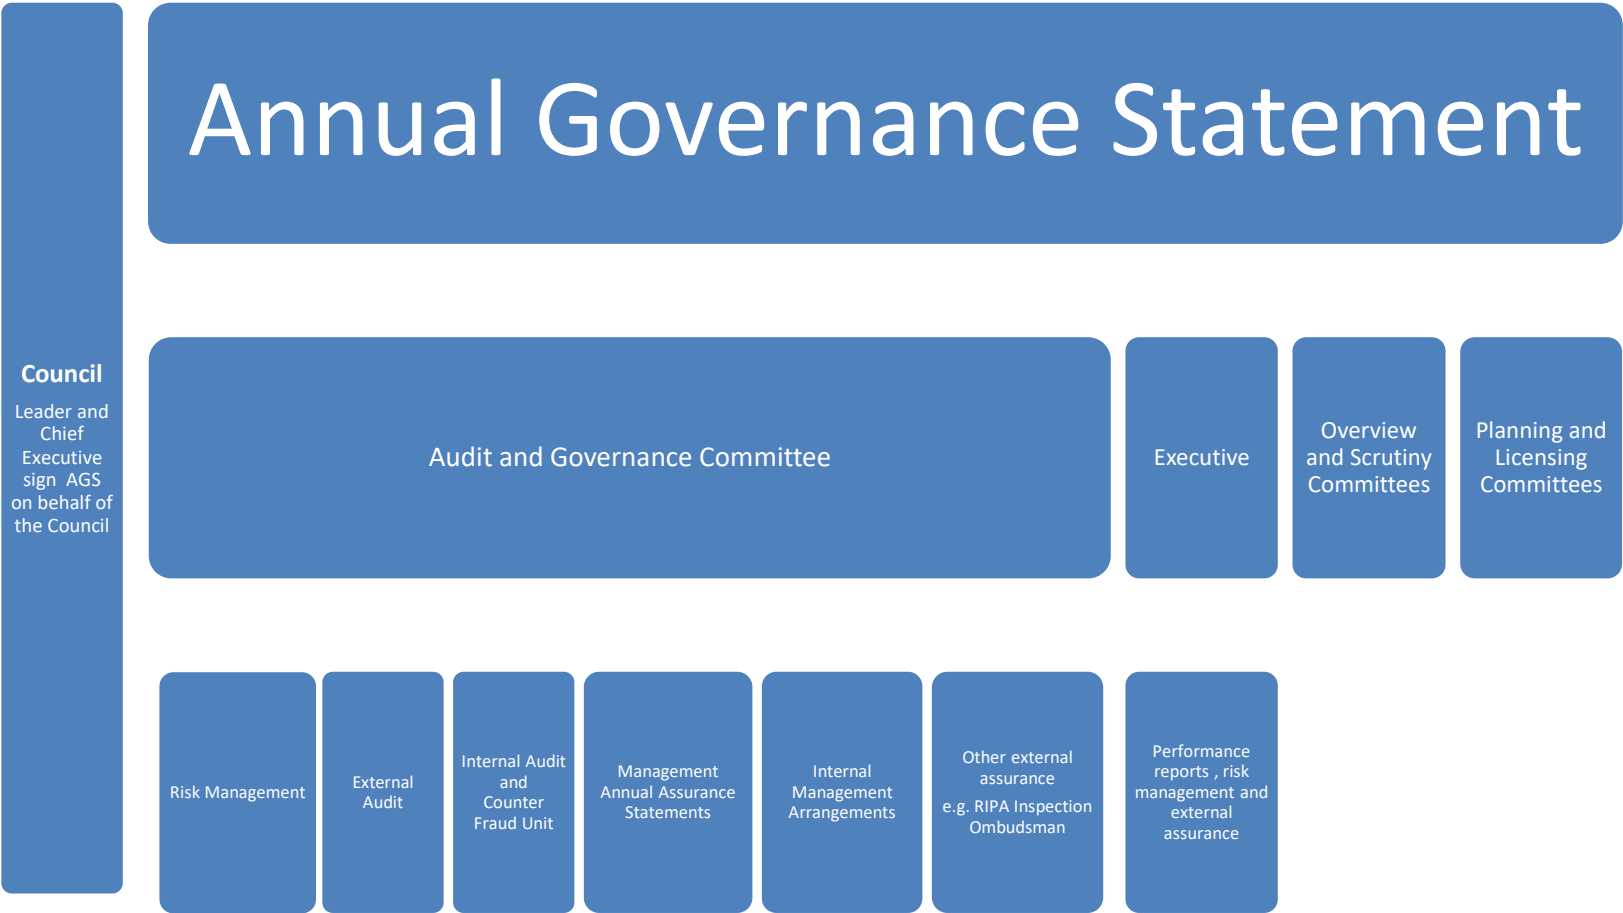 Annual Governance Statement
Council
Leader and
Chief
Executive
sign AGS
on behalf of
the Council
Audit and Governance Committee
Executive
Overview
and Scrutiny
Committees
Planning and
Licensing
Committees
Risk Management
External
Audit
Internal Audit
and
Counter
Fraud Unit
Management
Annual Assurance
Statements
Internal
Management
Arrangements
Other external
assurance
e.g. RIPA Inspection
Ombudsman
Performance
reports , risk
management and
external
assurance